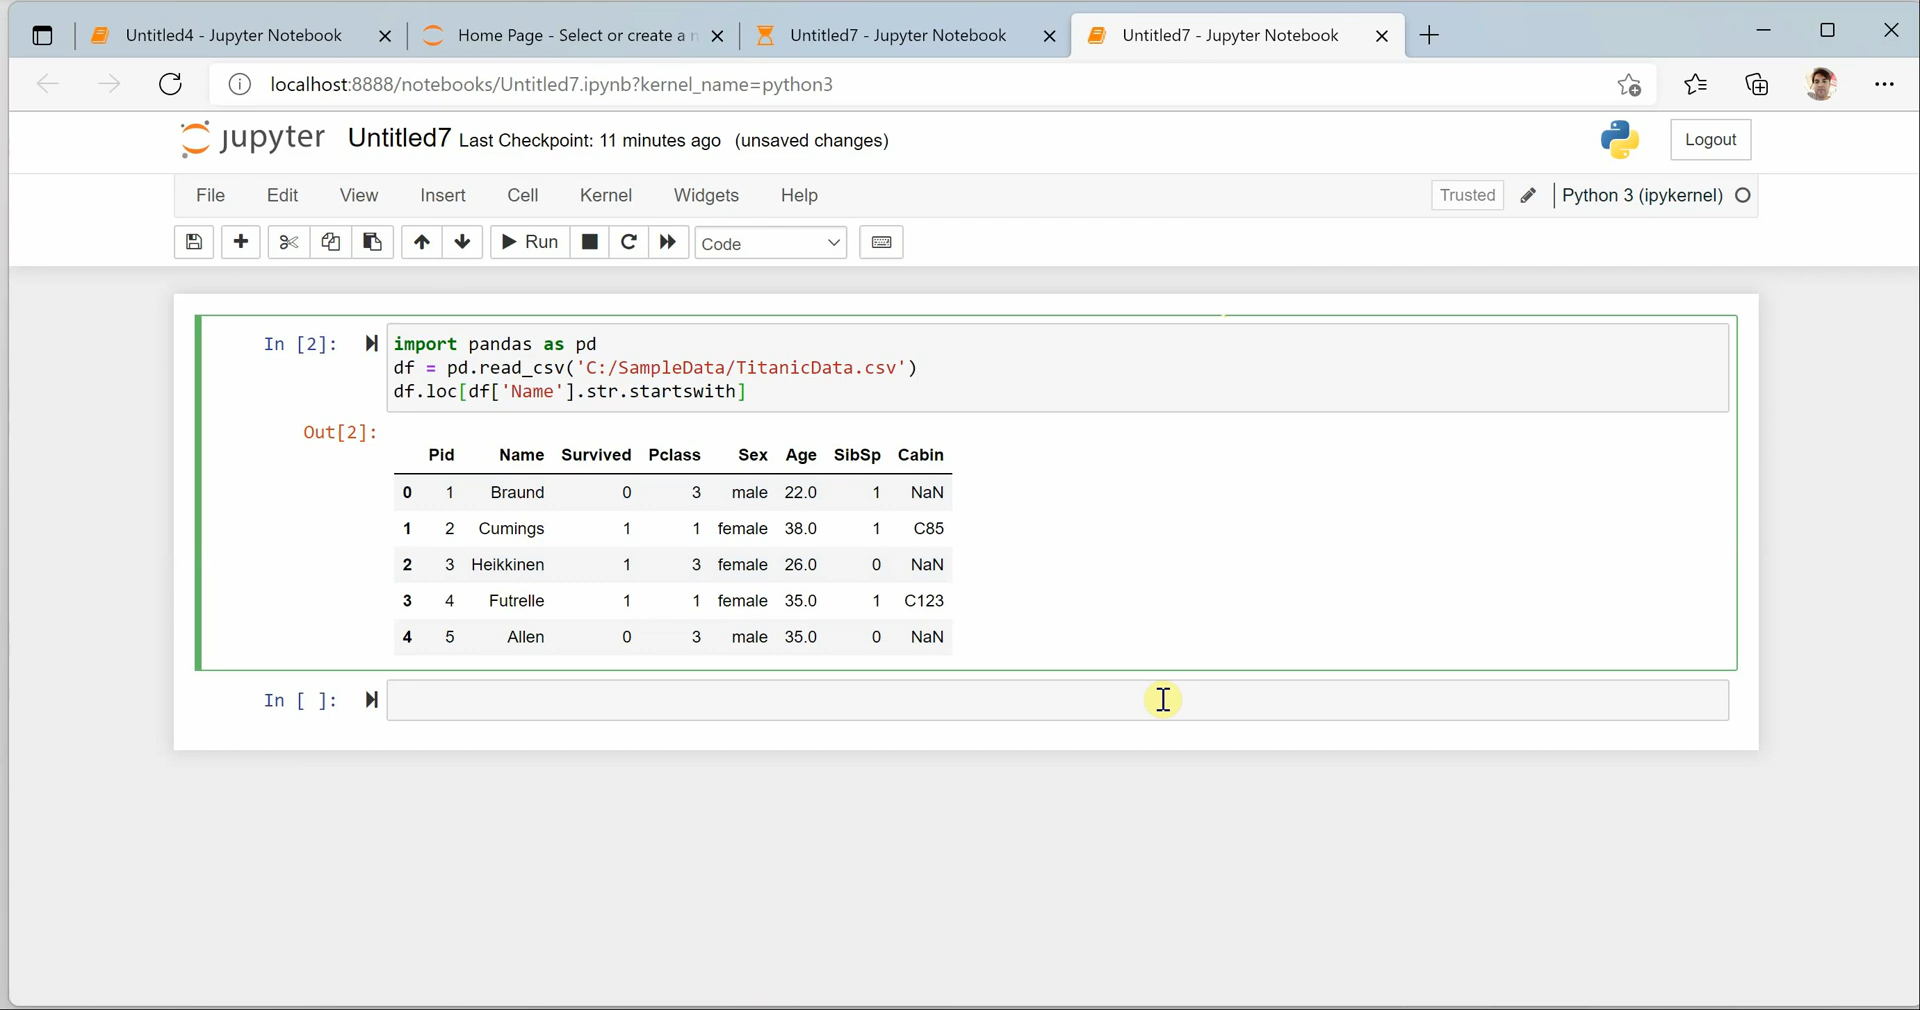 Untitled4 - Jupyter Notebook
Home Page - Select or create a n
Untitled7 - Jupyter Notebook
Untitled7 - Jupyter Notebook
localhost:8888/notebooks/Untitled7.ipynb?kernel_name=python3
jupyter Untitled7 Last Checkpoint: 11 minutes ago (unsaved changes)
Logout
File Edit View Insert Cell Kernel Widgets Help
Trusted
Python 3 (ipykernel)
Run
Code
In [2]:
import pandas as pd
df = pd.read_csv('C:/SampleData/TitanicData.csv')
df.loc[df['Name'].str.startswith]
Out[2]:
Pid Name Survived Pclass Sex Age SibSp Cabin
0 1 Braund 0 3 male 22.0 1 NaN
1 2 Cumings 1 1 female 38.0 1 C85
2 3 Heikkinen 1 3 female 26.0 0 NaN
3 4 Futrelle 1 1 female 35.0 1 C123
4 5 Allen 0 3 male 35.0 0 NaN
In [ ]: